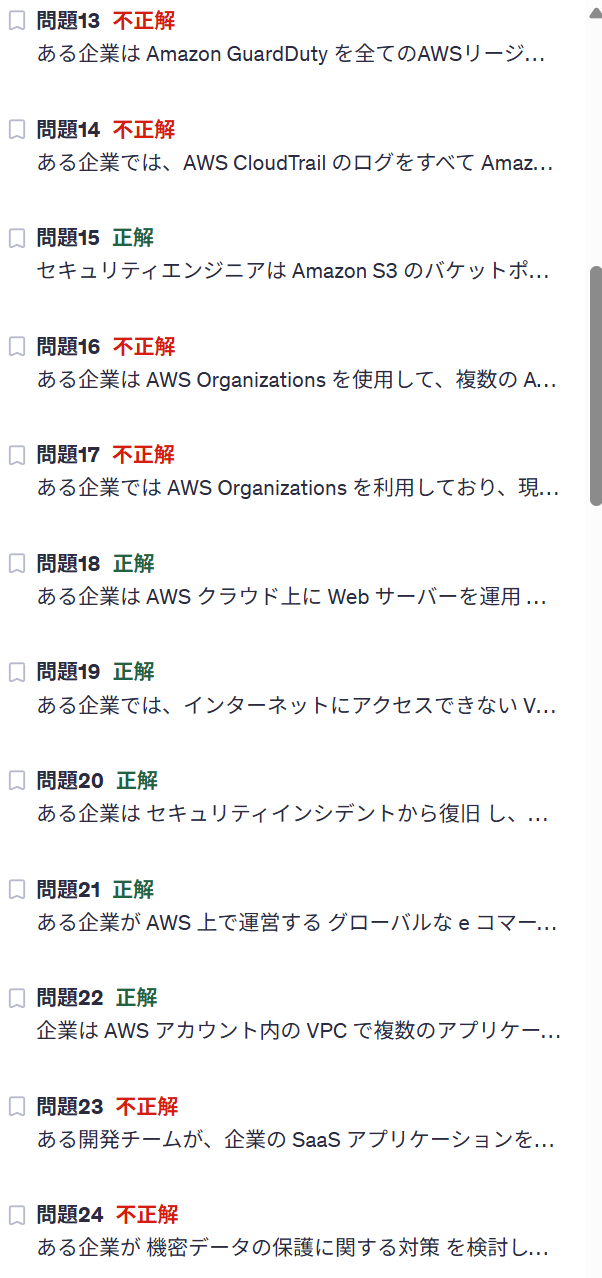 問題13 不正解
ある企業は Amazon GuardDuty を全てのAWSリージ...
問題14 不正解
ある企業では、AWS CloudTrail のログをすべて Amaz...
問題15 正解
セキュリティエンジニアは Amazon S3 のバケットポ...
問題16 不正解
ある企業は AWS Organizations を使用して、複数の A...
問題17 不正解
ある企業では AWS Organizations を利用しており、現...
問題18 正解
ある企業は AWS クラウド上に Web サーバーを運用 ...
問題19 正解
ある企業では、インターネットにアクセスできない V...
問題20 正解
ある企業は セキュリティインシデントから復旧 し、...
問題21 正解
ある企業が AWS 上で運営する グローバルな e コマー...
問題22 正解
企業は AWS アカウント内の VPC で複数のアプリケー...
問題23 不正解
ある開発チームが、企業の SaaS アプリケーションを...
問題24 不正解
ある企業が 機密データの保護に関する対策 を検討し...